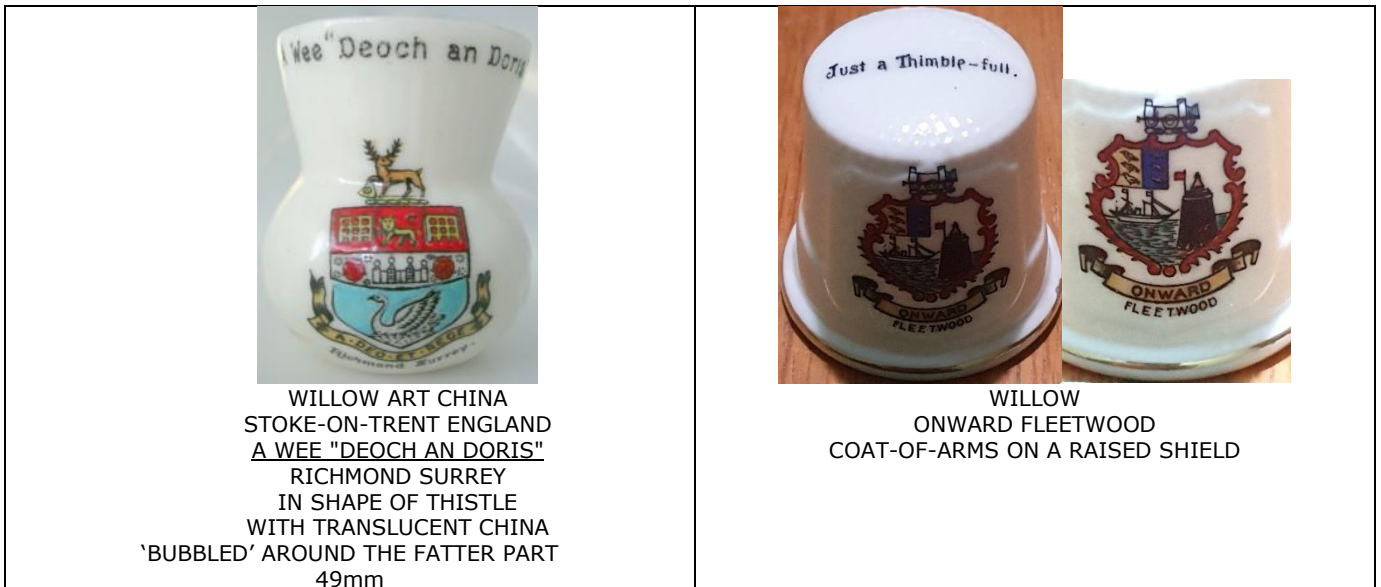 A Wee "Deoch an Doris
A·DEO·ET·REGE
Richmond Surrey.
WILLOW ART CHINA
STOKE-ON-TRENT ENGLAND
A WEE "DEOCH AN DORIS"
RICHMOND SURREY
IN SHAPE OF THISTLE
WITH TRANSLUCENT CHINA
‘BUBBLED’ AROUND THE FATTER PART
49mm
Just a Thimble-full.
ONWARD
FLEETWOOD
ONWARD
FLEETWOOD
WILLOW
ONWARD FLEETWOOD
COAT-OF-ARMS ON A RAISED SHIELD